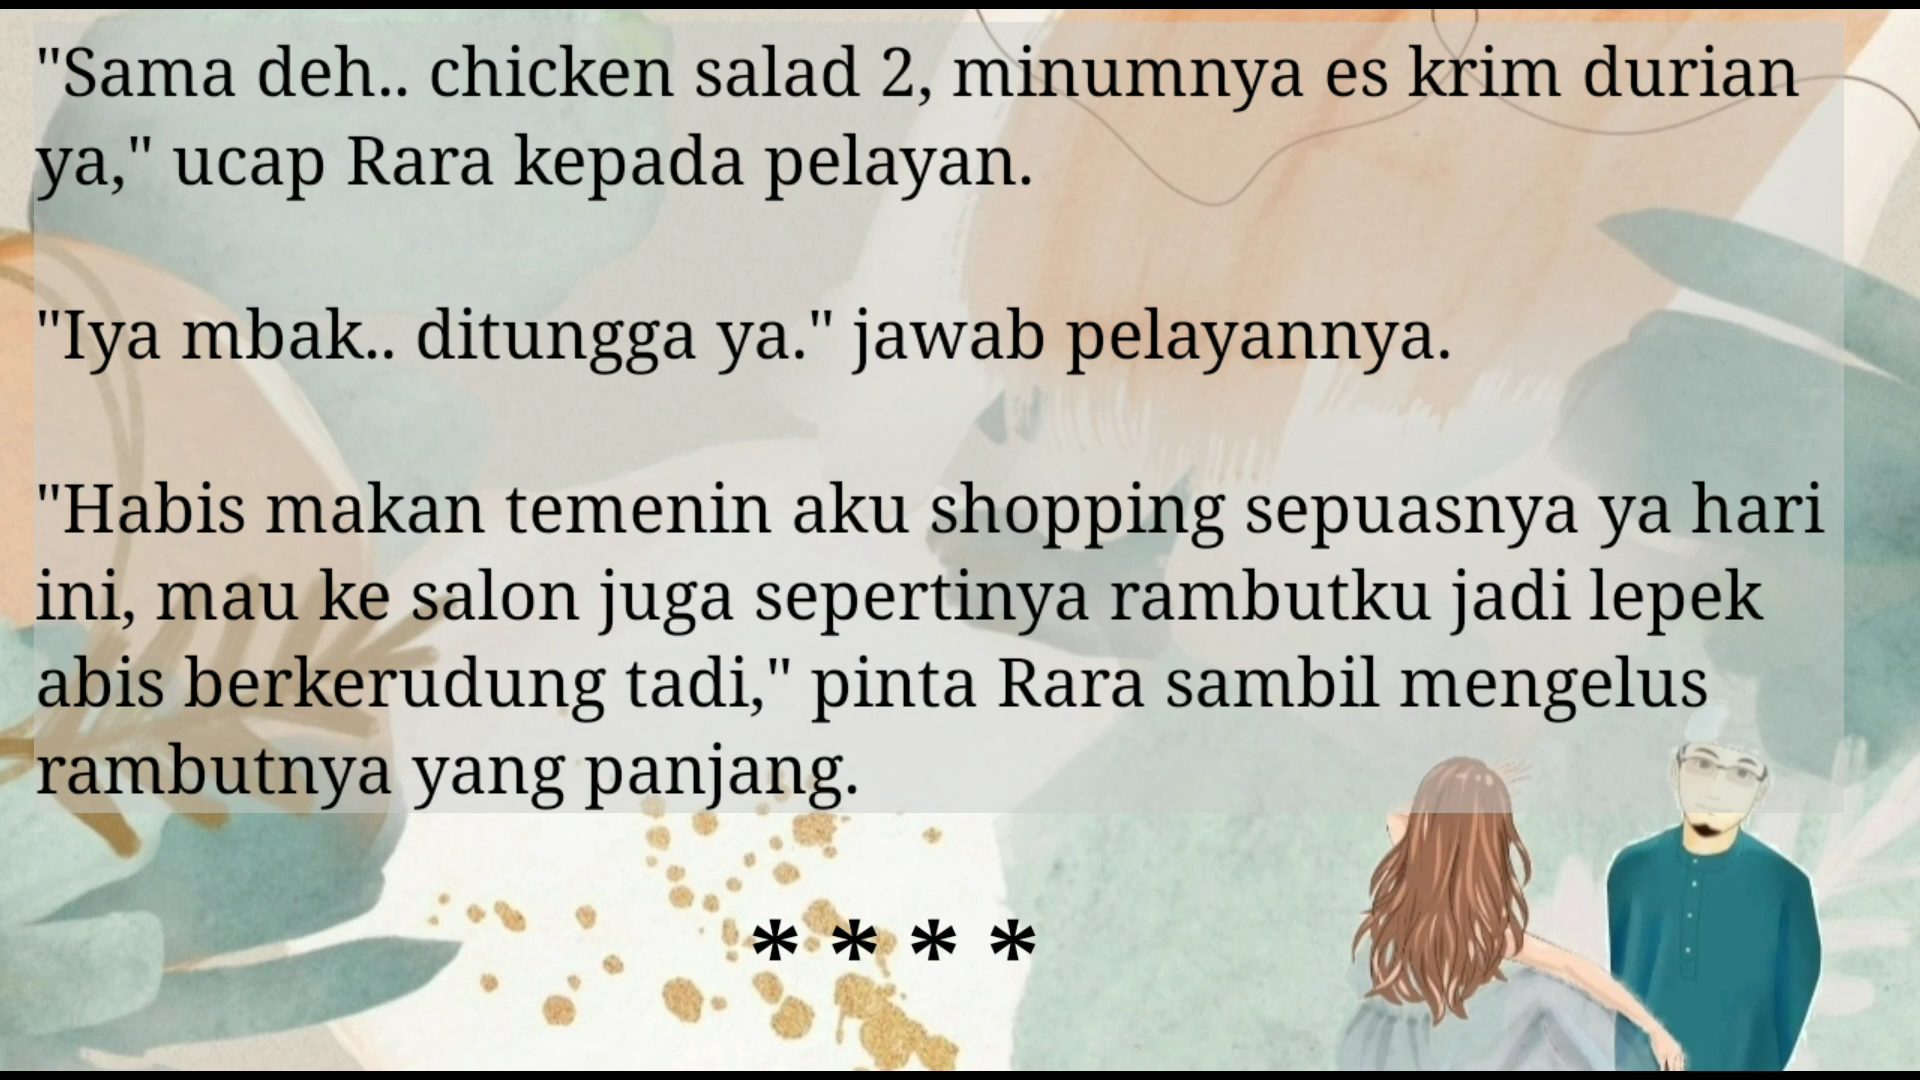 "Sama deh.. chicken salad 2, minumnya es krim durian
ya," ucap Rara kepada pelayan.
"Iya mbak.. ditungga ya." jawab pelayannya.
"Habis makan temenin aku shopping sepuasnya ya hari
ini, mau ke salon juga sepertinya rambutku jadi lepek
abis berkerudung tadi," pinta Rara sambil mengelus
rambutnya yang panjang.
* * * *